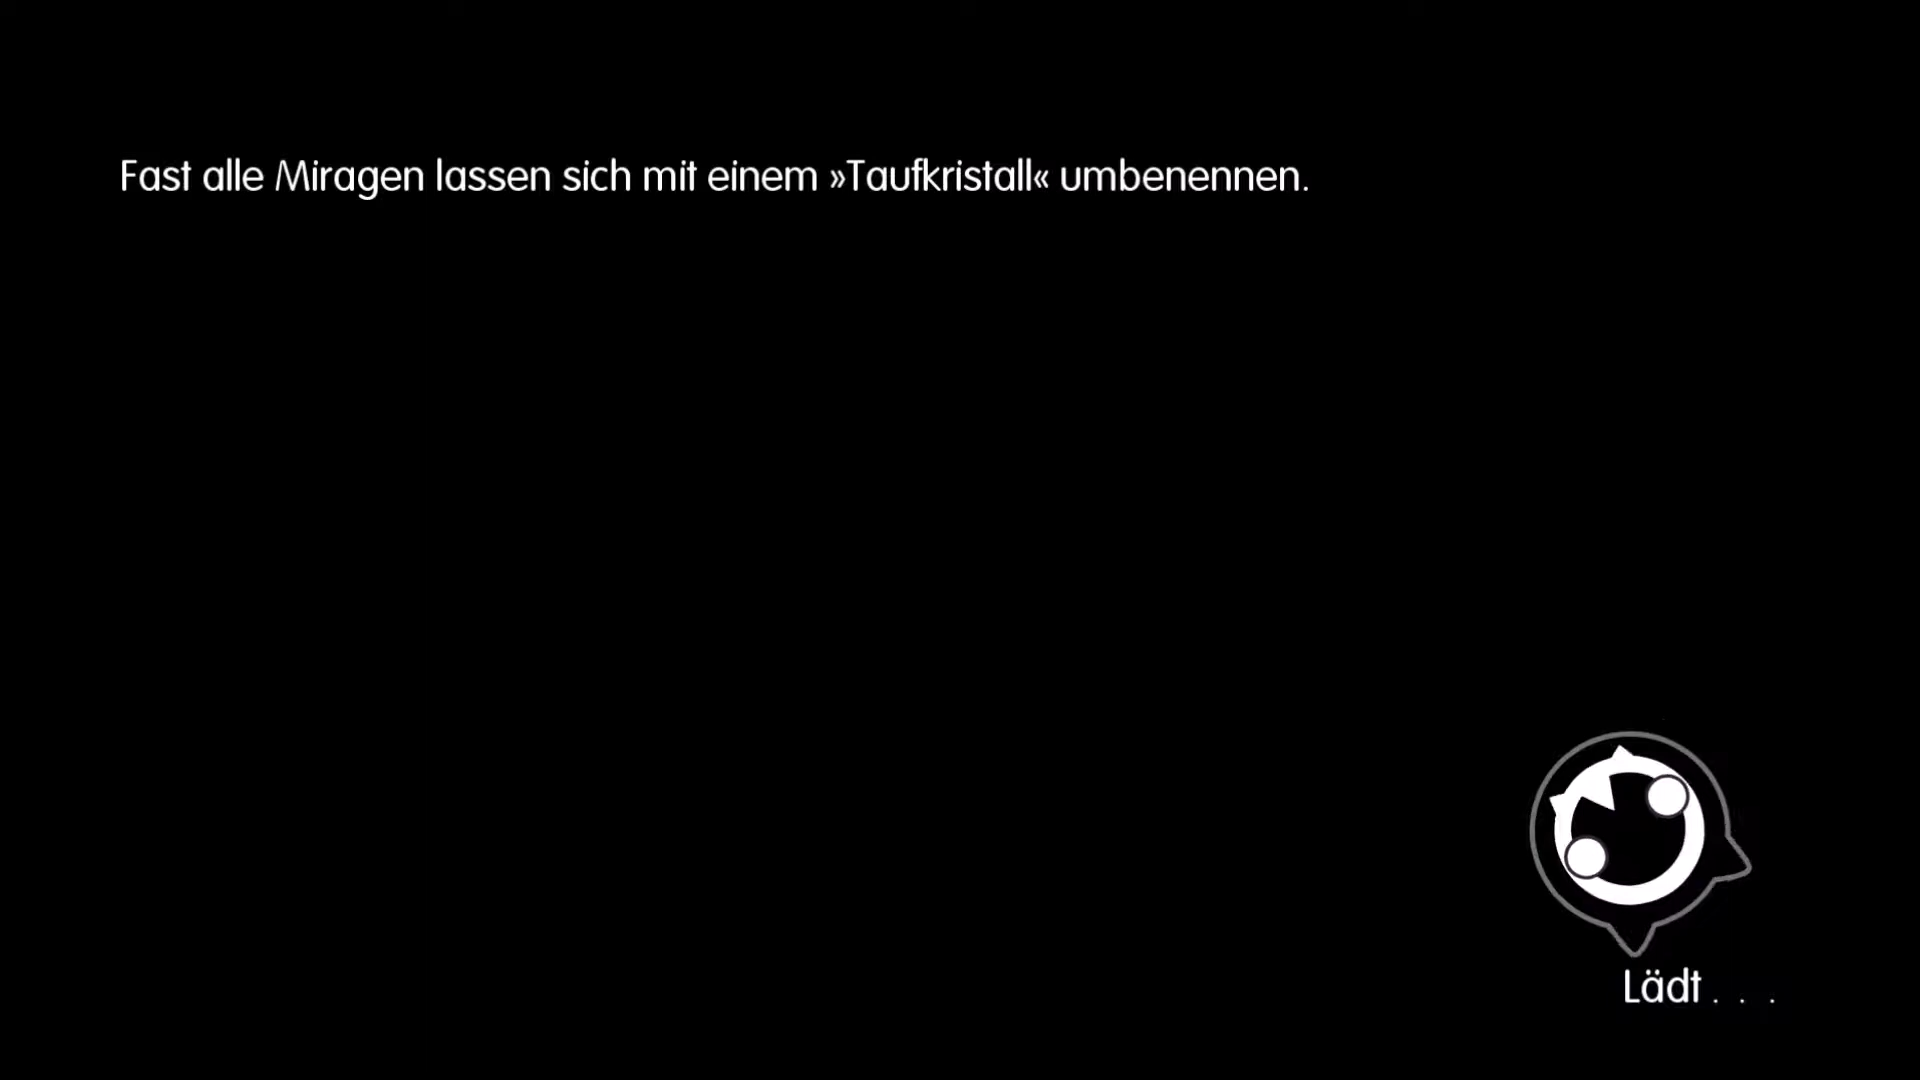 Fast alle Miragen lassen sich mit einem »Taufkristall« umbenennen.
Lädt . . .